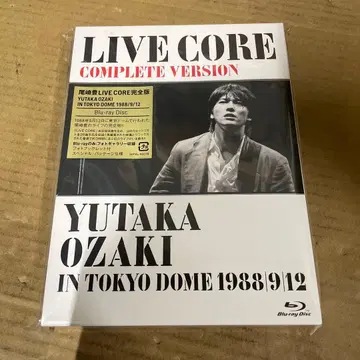 LIVE CORE
COMPLETE VERSION
尾崎豊LIVE CORE完全版
YUTAKA OZAKI
IN TOKYO DOME 1988/9/12
Blu-ray Disc
YUTAKA
OZAKI
IN TOKYO DOME 1988|9|12
Blu-ray Disc